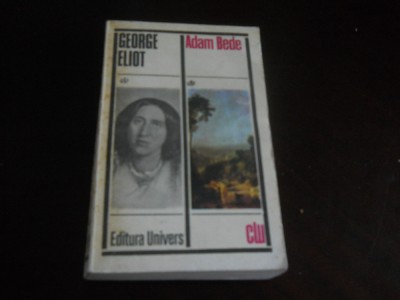 GEORGE
ELIOT
Adam Bede
Editura Univers
clu